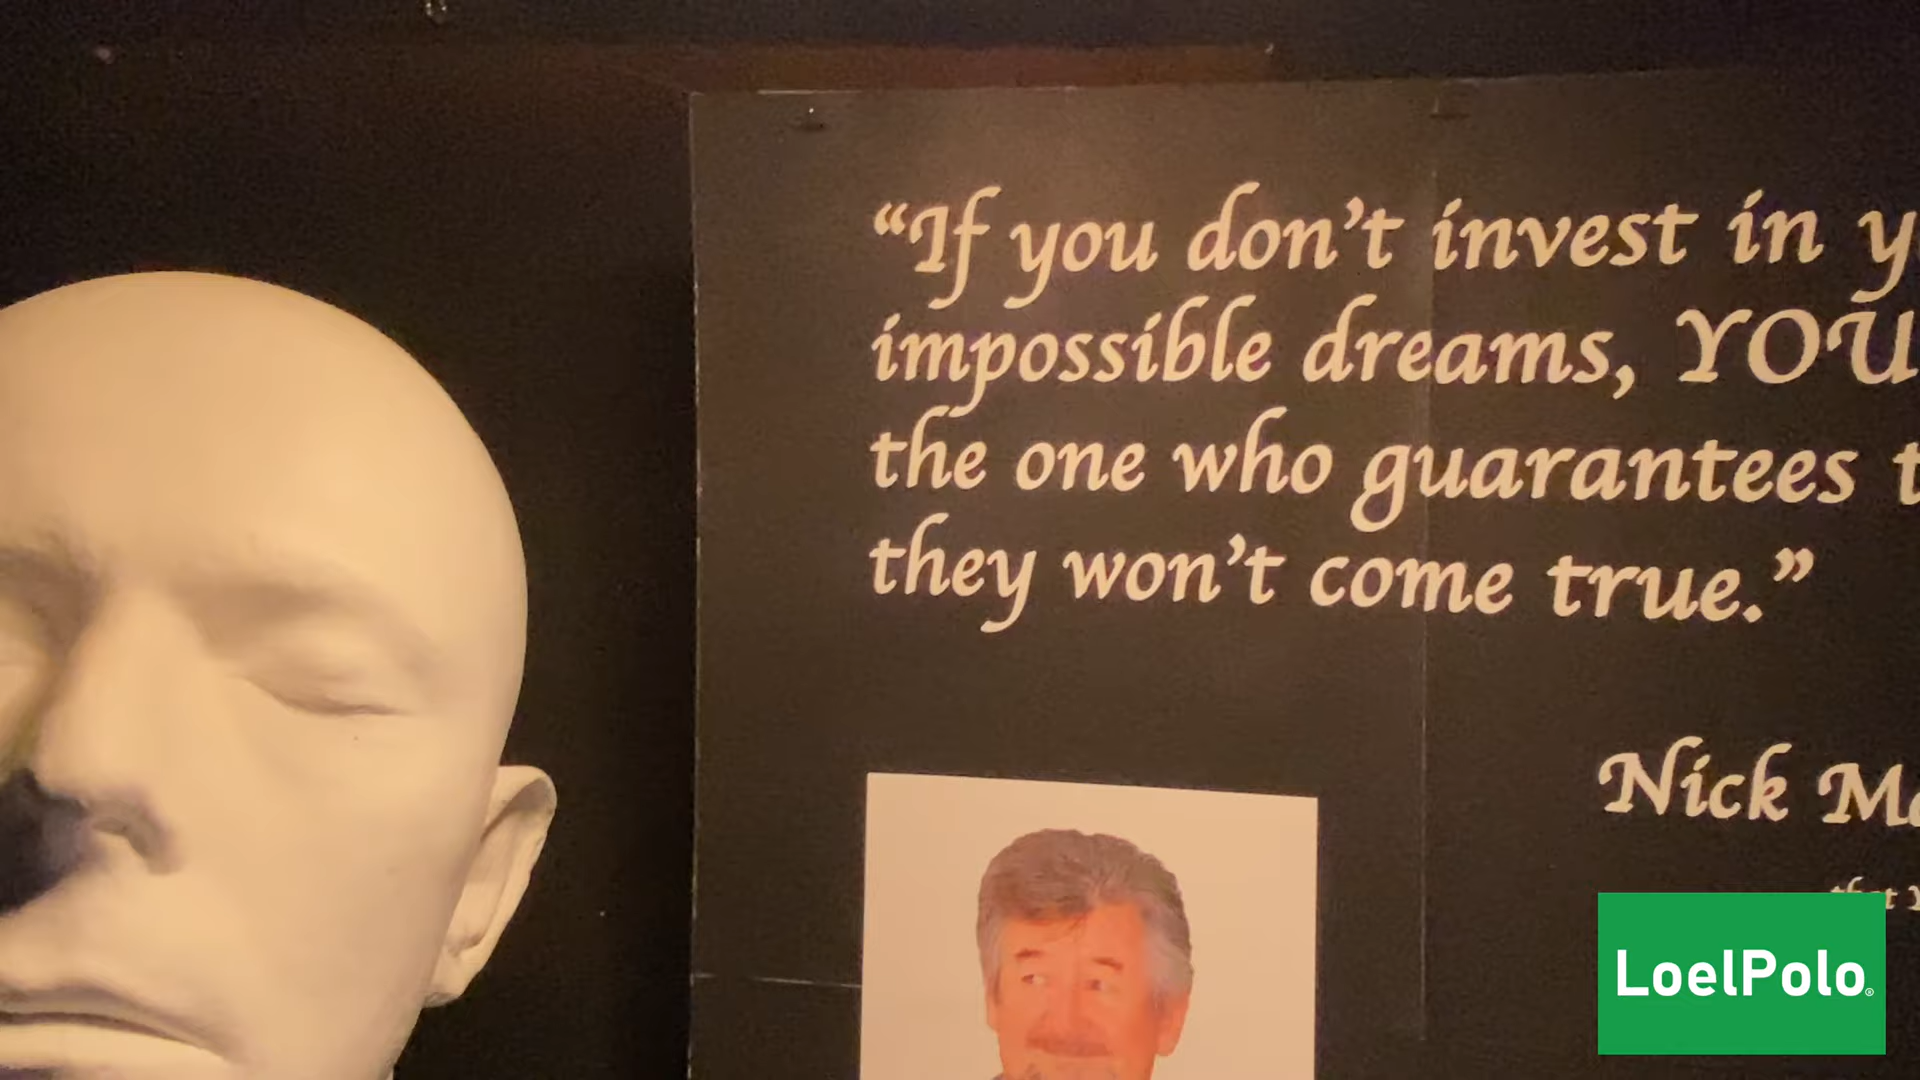 “If you don’t invest in
impossible dreams, YOU
the one who guarantees
they won’t come true.”
Nick
LoelPolo